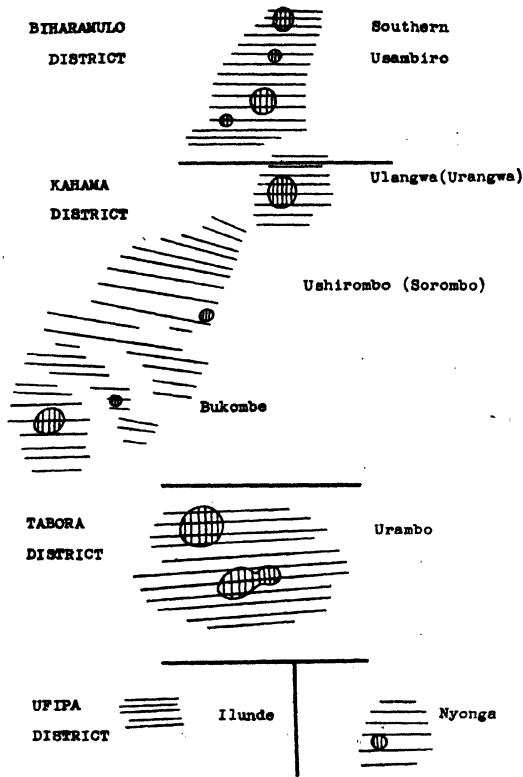 BIHARAMULO
DISTRICT
Southern
Usambiro
KAHAMA
DISTRICT
Ulangwa(Urangwa)
Ushirombo (Sorombo)
Bukombe
TABORA
DISTRICT
Urambo
UFIPA
DISTRICT
Ilunde
Nyonga